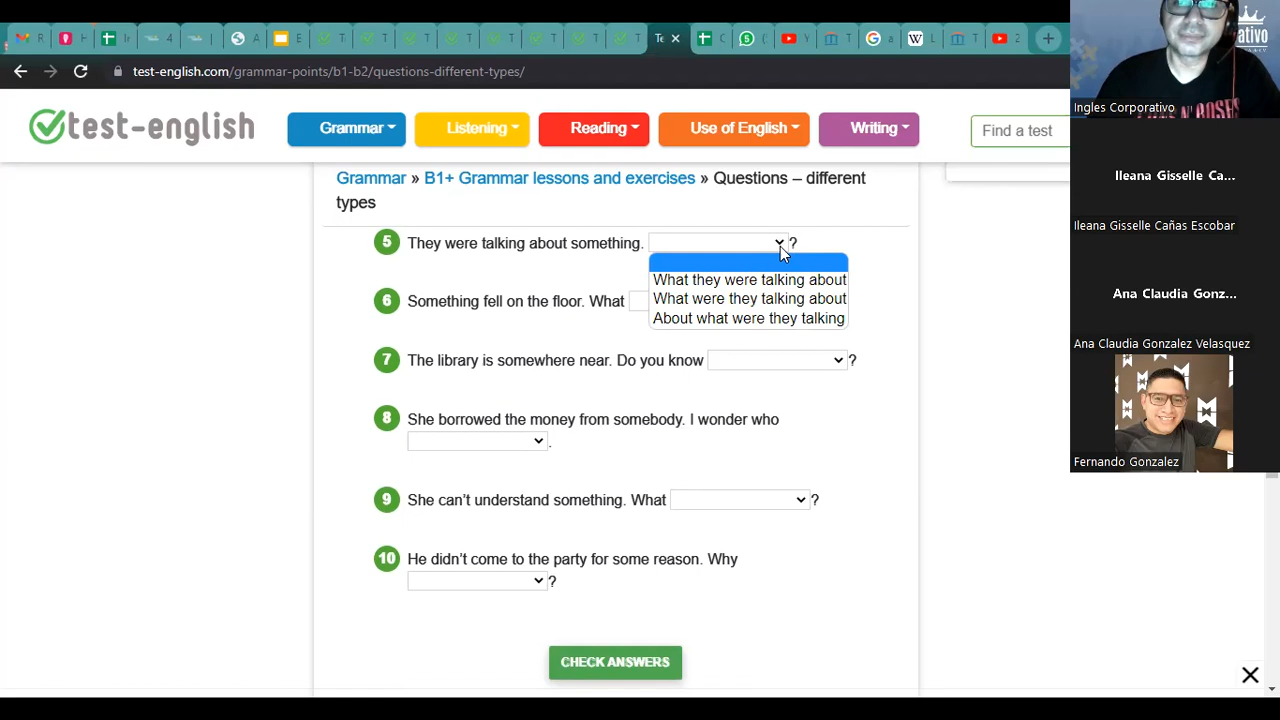 test-english.com/grammar-points/b1-b2/questions-different-types/
test-english
Grammar
Listening
Reading
Use of English
Writing
Find a test
Grammar » B1+ Grammar lessons and exercises » Questions – different
types
5 They were talking about something. ?
What they were talking about
What were they talking about
About what were they talking
6 Something fell on the floor. What
7 The library is somewhere near. Do you know ?
8 She borrowed the money from somebody. I wonder who
.
9 She can’t understand something. What ?
10 He didn’t come to the party for some reason. Why
?
CHECK ANSWERS
Ingles Corporativo
Ileana Gisselle Ca...
Ileana Gisselle Cañas Escobar
Ana Claudia Gonz...
Ana Claudia Gonzalez Velasquez
Fernando Gonzalez